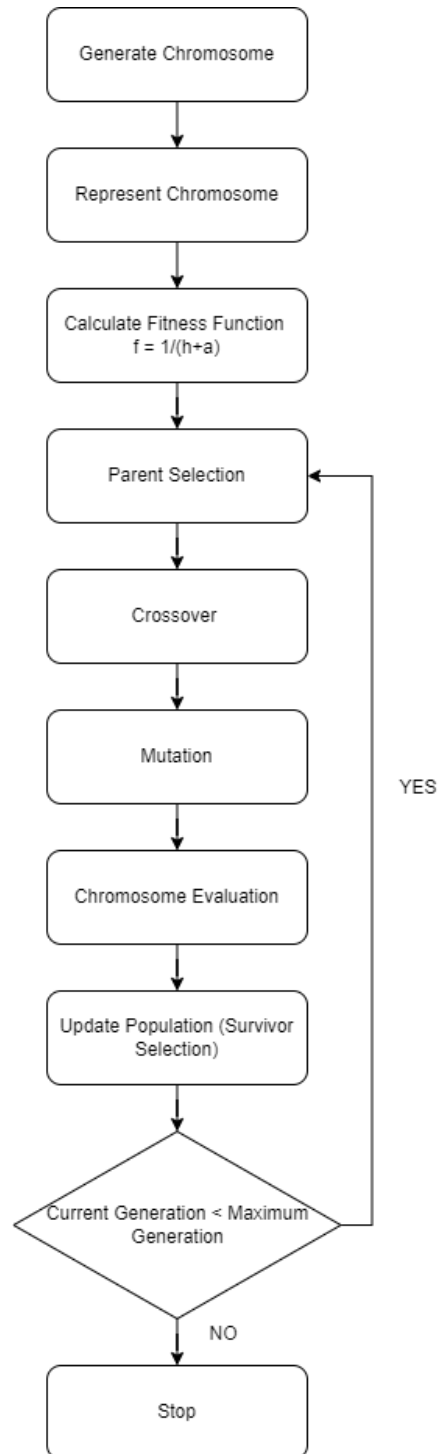 Generate Chromosome
Represent Chromosome
Calculate Fitness Function
f = 1/(h+a)
Parent Selection
Crossover
Mutation
YES
Chromosome Evaluation
Update Population (Survivor
Selection)
Current Generation < Maximum
Generation
NO
Stop